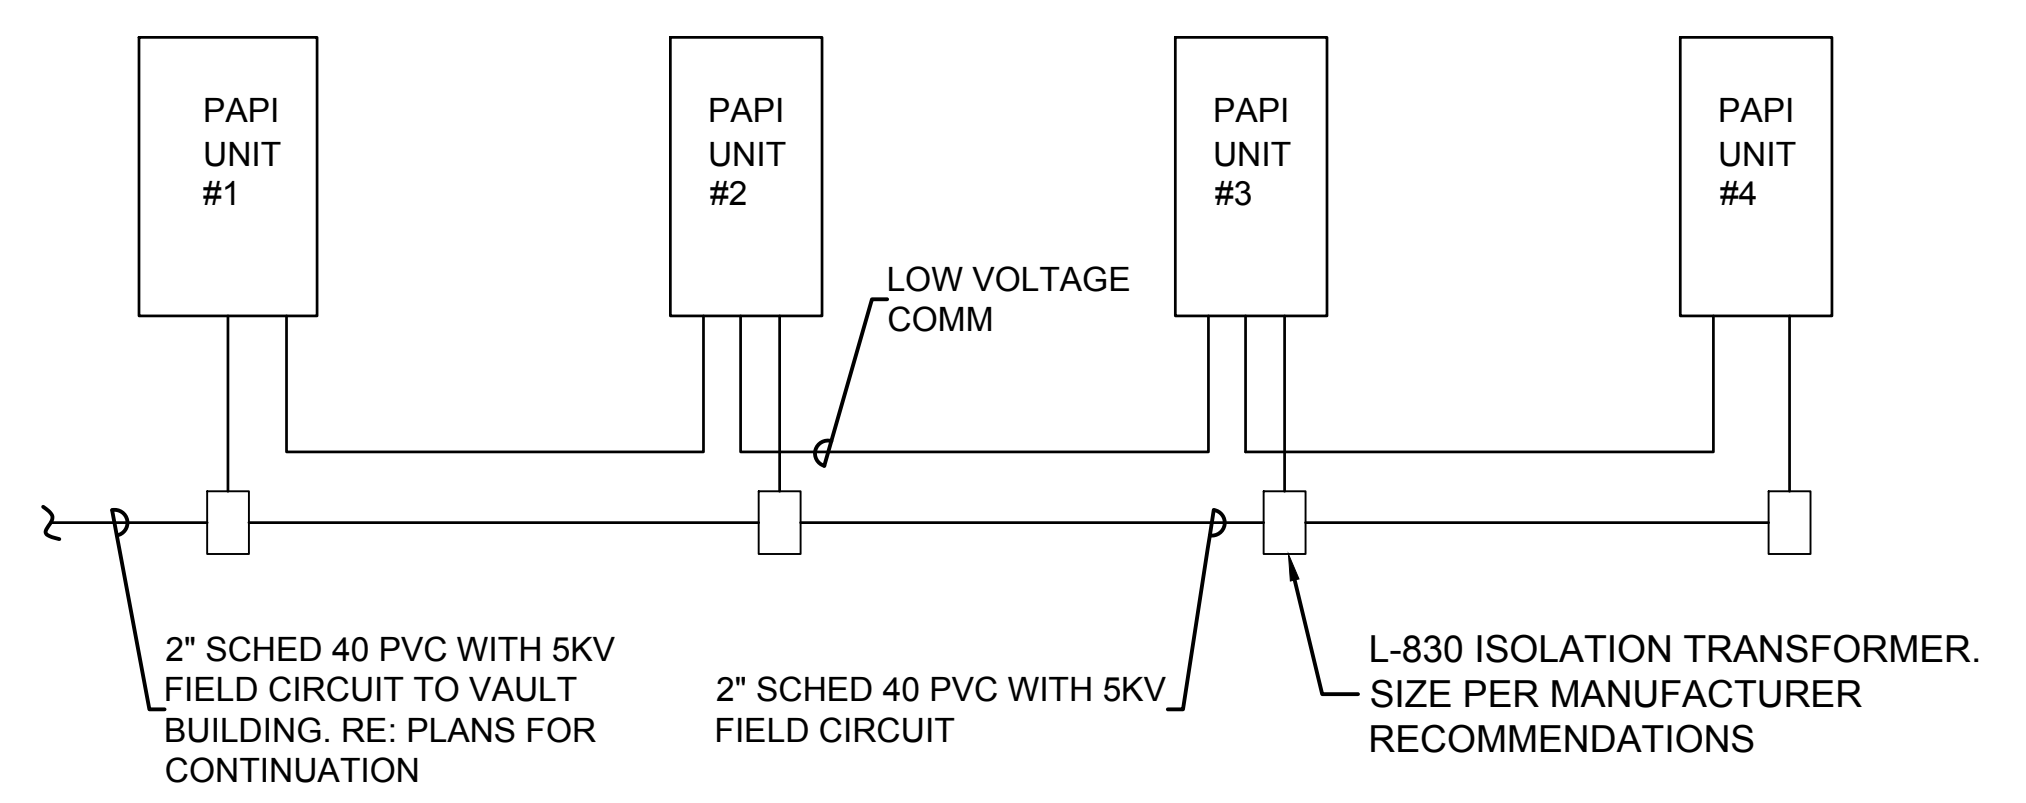 PAPI
UNIT
#1
PAPI
UNIT
#2
PAPI
UNIT
#3
PAPI
UNIT
#4
LOW VOLTAGE
COMM
2" SCHED 40 PVC WITH 5KV
FIELD CIRCUIT TO VAULT
BUILDING. RE: PLANS FOR
CONTINUATION
2" SCHED 40 PVC WITH 5KV
FIELD CIRCUIT
L-830 ISOLATION TRANSFORMER.
SIZE PER MANUFACTURER
RECOMMENDATIONS